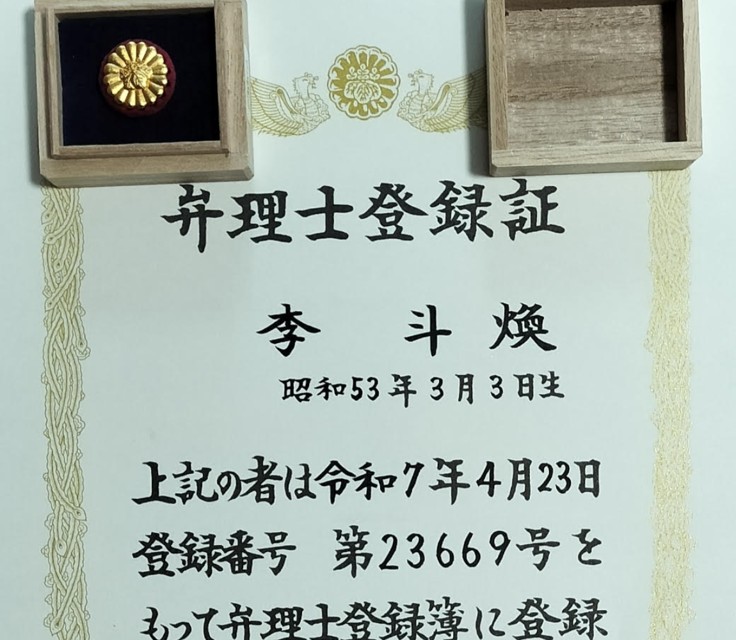 弁理士登録証
李 斗煥
昭和53年3月3日生
上記の者は令和7年4月23日
登録番号 第23669号を
もって弁理士登録簿に登録